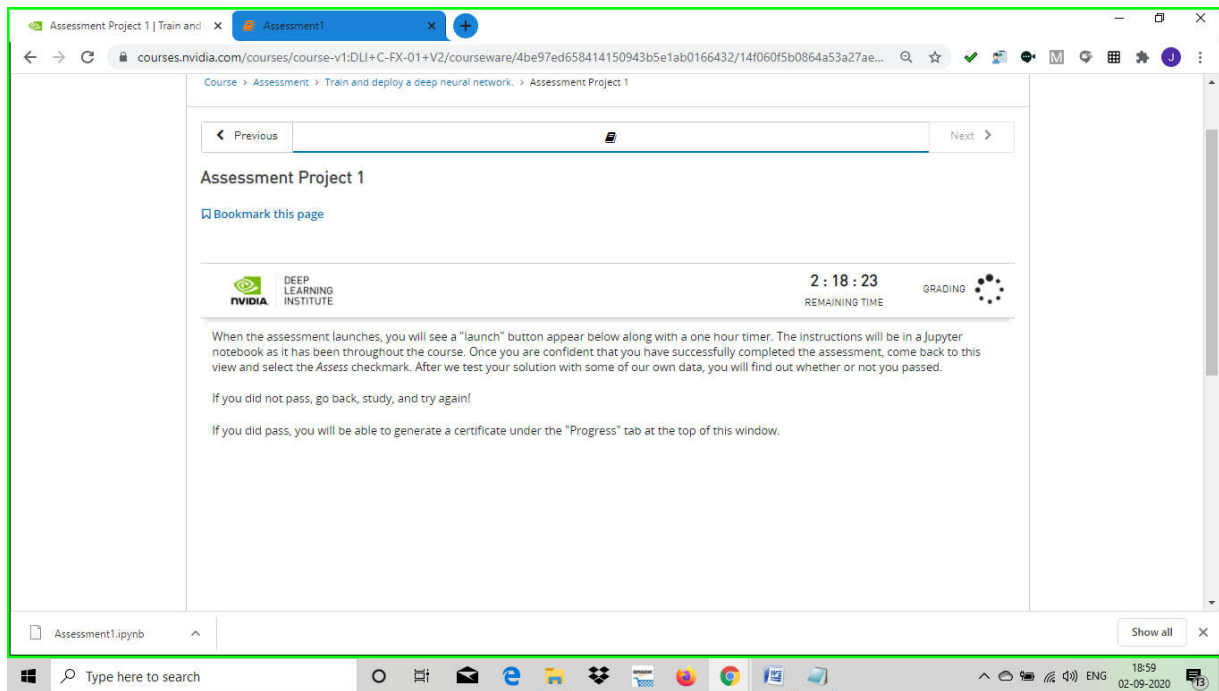 Assessment Project 1 | Train and
Assessment1
courses.nvidia.com/courses/course-v1:DLI+C-FX-01+V2/courseware/4be97ed658414150943b5e1ab0166432/14f060f5b0864a53a27ae...
J
Course > Assessment > Train and deploy a deep neural network. > Assessment Project 1
Previous
Next
Assessment Project 1
Bookmark this page
NVIDIA.
DEEP
LEARNING
INSTITUTE
2 : 18 : 23
REMAINING TIME
GRADING
When the assessment launches, you will see a "launch" button appear below along with a one hour timer. The instructions will be in a Jupyter
notebook as it has been throughout the course. Once you are confident that you have successfully completed the assessment, come back to this
view and select the Assess checkmark. After we test your solution with some of our own data, you will find out whether or not you passed.
If you did not pass, go back, study, and try again!
If you did pass, you will be able to generate a certificate under the "Progress" tab at the top of this window.
Assessment1.ipynb
Show all
Type here to search
ENG
18:59
02-09-2020
13